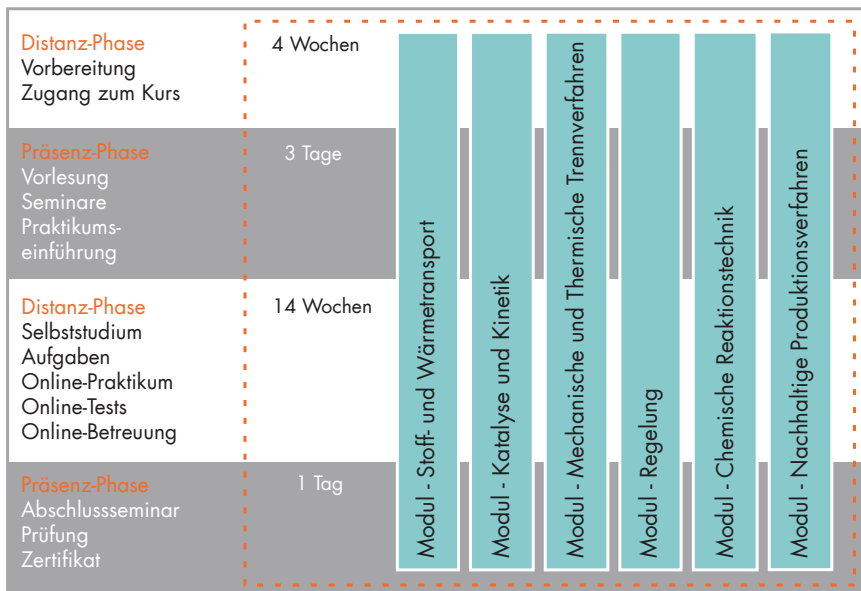 Distanz-Phase
Vorbereitung
Zugang zum Kurs
4 Wochen
Präsenz-Phase
Vorlesung
Seminare
Praktikums-
einführung
3 Tage
Distanz-Phase
Selbststudium
Aufgaben
Online-Praktikum
Online-Tests
Online-Betreuung
14 Wochen
Präsenz-Phase
Abschlussseminar
Prüfung
Zertifikat
1 Tag
Modul - Stoff- und Wärmetransport
Modul - Katalyse und Kinetik
Modul - Mechanische und Thermische Trennverfahren
Modul - Regelung
Modul - Chemische Reaktionstechnik
Modul - Nachhaltige Produktionsverfahren